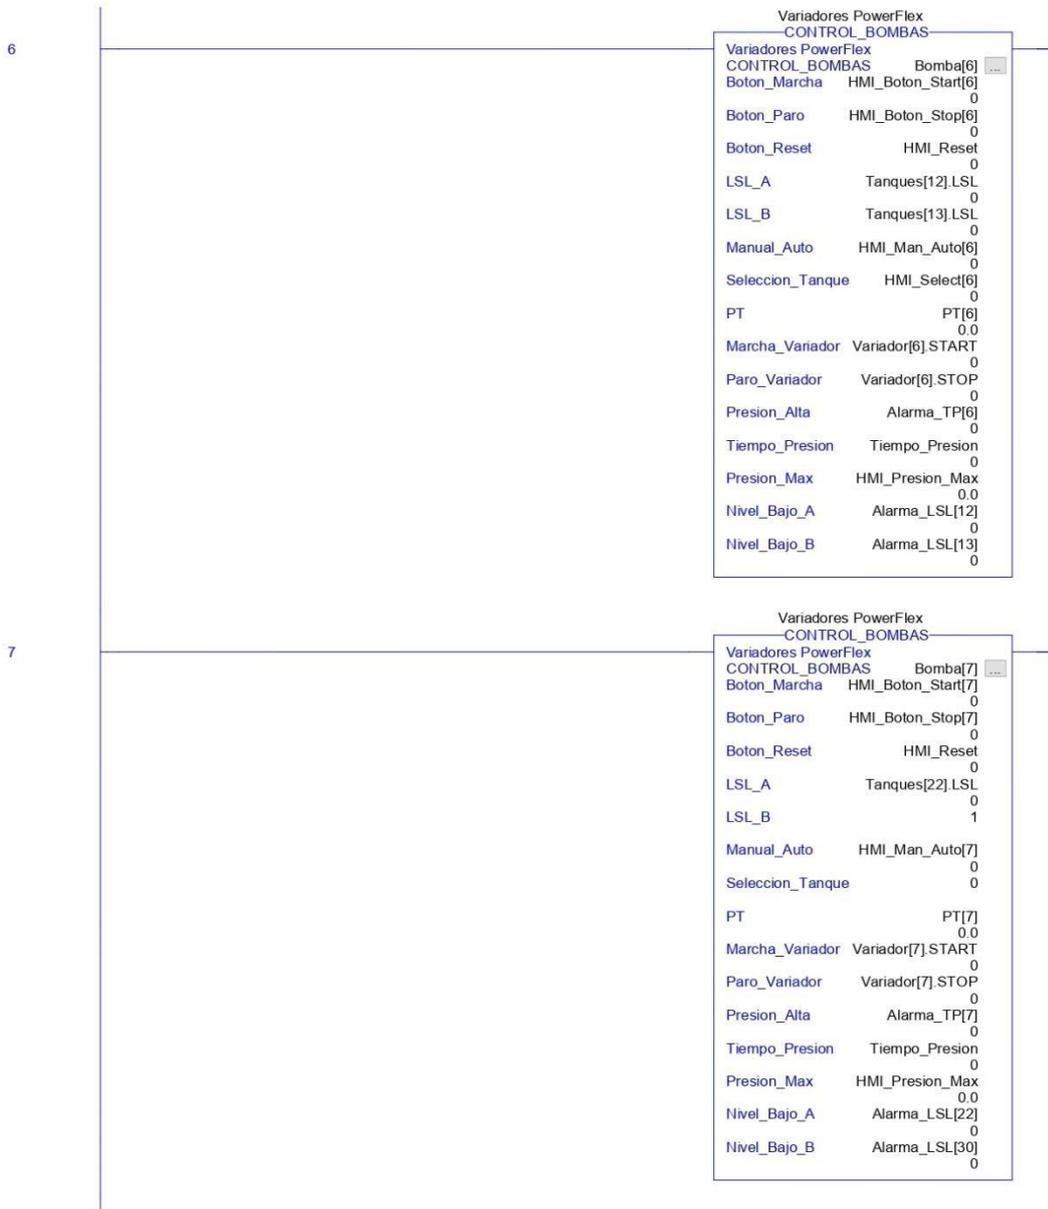 Variadores PowerFlex
CONTROL_BOMBAS
6
Variadores PowerFlex
CONTROL_BOMBAS Bomba[6] ...
Boton_Marcha HMI_Boton_Start[6]
0
Boton_Paro HMI_Boton_Stop[6]
0
Boton_Reset HMI_Reset
0
LSL_A Tanques[12].LSL
0
LSL_B Tanques[13].LSL
0
Manual_Auto HMI_Man_Auto[6]
0
Seleccion_Tanque HMI_Select[6]
0
PT PT[6]
0.0
Marcha_Variador Variador[6].START
0
Paro_Variador Variador[6].STOP
0
Presion_Alta Alarma_TP[6]
0
Tiempo_Presion Tiempo_Presion
0
Presion_Max HMI_Presion_Max
0.0
Nivel_Bajo_A Alarma_LSL[12]
0
Nivel_Bajo_B Alarma_LSL[13]
0
Variadores PowerFlex
CONTROL_BOMBAS
7
Variadores PowerFlex
CONTROL_BOMBAS Bomba[7] ...
Boton_Marcha HMI_Boton_Start[7]
0
Boton_Paro HMI_Boton_Stop[7]
0
Boton_Reset HMI_Reset
0
LSL_A Tanques[22].LSL
0
LSL_B 1
Manual_Auto HMI_Man_Auto[7]
0
Seleccion_Tanque 0
PT PT[7]
0.0
Marcha_Variador Variador[7].START
0
Paro_Variador Variador[7].STOP
0
Presion_Alta Alarma_TP[7]
0
Tiempo_Presion Tiempo_Presion
0
Presion_Max HMI_Presion_Max
0.0
Nivel_Bajo_A Alarma_LSL[22]
0
Nivel_Bajo_B Alarma_LSL[30]
0